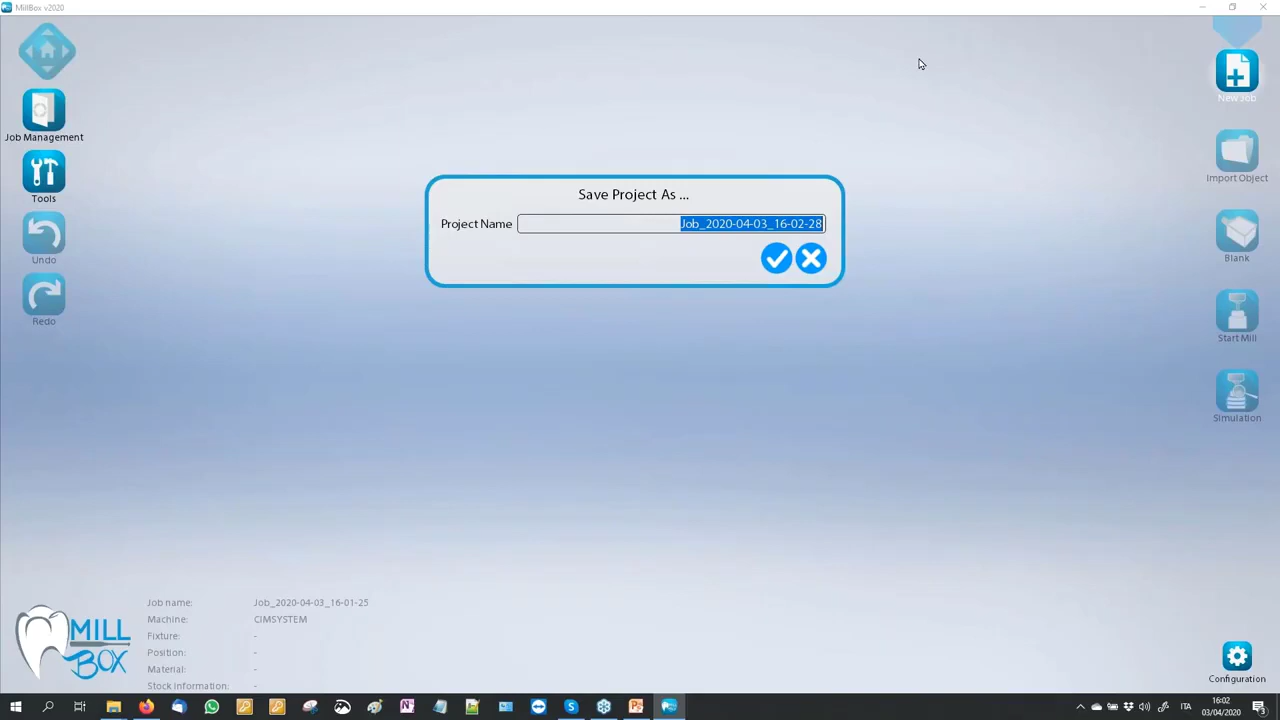 MillBox v2020
Job Management
Tools
Undo
Redo
Save Project As ...
Project Name
Job_2020-04-03_16-02-28
New Job
Import Object
Blank
Start Mill
Simulation
MILL
BOX
Job name: Job_2020-04-03_16-01-25
Machine: CIMSYSTEM
Fixture: -
Position: -
Material: -
Stock information: -
Configuration
ITA
16:02
03/04/2020